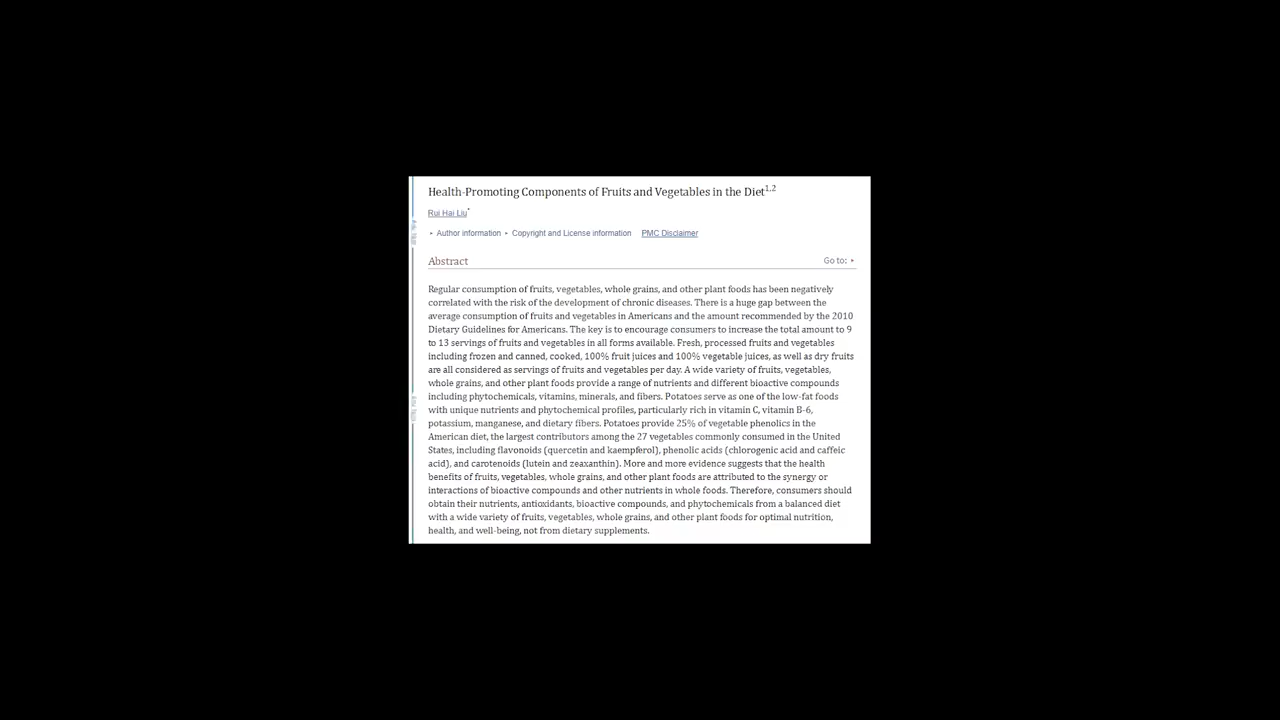 Health-Promoting Components of Fruits and Vegetables in the Diet1,2
Rui Hai Liu*
▸ Author information ▸ Copyright and License information PMC Disclaimer
Abstract
Go to: ▸
Regular consumption of fruits, vegetables, whole grains, and other plant foods has been negatively
correlated with the risk of the development of chronic diseases. There is a huge gap between the
average consumption of fruits and vegetables in Americans and the amount recommended by the 2010
Dietary Guidelines for Americans. The key is to encourage consumers to increase the total amount to 9
to 13 servings of fruits and vegetables in all forms available. Fresh, processed fruits and vegetables
including frozen and canned, cooked, 100% fruit juices and 100% vegetable juices, as well as dry fruits
are all considered as servings of fruits and vegetables per day. A wide variety of fruits, vegetables,
whole grains, and other plant foods provide a range of nutrients and different bioactive compounds
including phytochemicals, vitamins, minerals, and fibers. Potatoes serve as one of the low-fat foods
with unique nutrients and phytochemical profiles, particularly rich in vitamin C, vitamin B-6,
potassium, manganese, and dietary fibers. Potatoes provide 25% of vegetable phenolics in the
American diet, the largest contributors among the 27 vegetables commonly consumed in the United
States, including flavonoids (quercetin and kaempferol), phenolic acids (chlorogenic acid and caffeic
acid), and carotenoids (lutein and zeaxanthin). More and more evidence suggests that the health
benefits of fruits, vegetables, whole grains, and other plant foods are attributed to the synergy or
interactions of bioactive compounds and other nutrients in whole foods. Therefore, consumers should
obtain their nutrients, antioxidants, bioactive compounds, and phytochemicals from a balanced diet
with a wide variety of fruits, vegetables, whole grains, and other plant foods for optimal nutrition,
health, and well-being, not from dietary supplements.